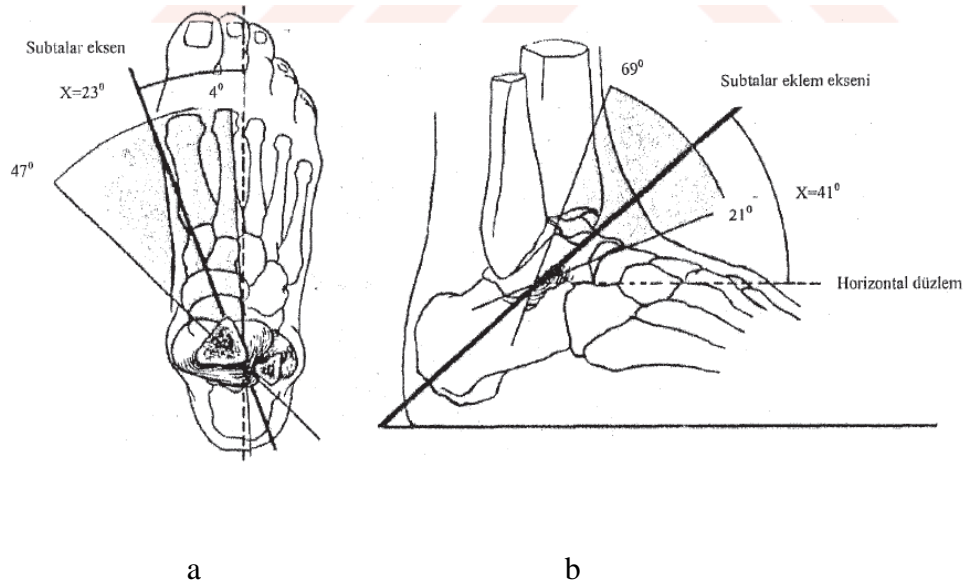 Subtalar eksen
X=23⁰
4⁰
47⁰
69⁰
Subtalar eklem ekseni
X=41⁰
21⁰
Horizontal düzlem
a
b